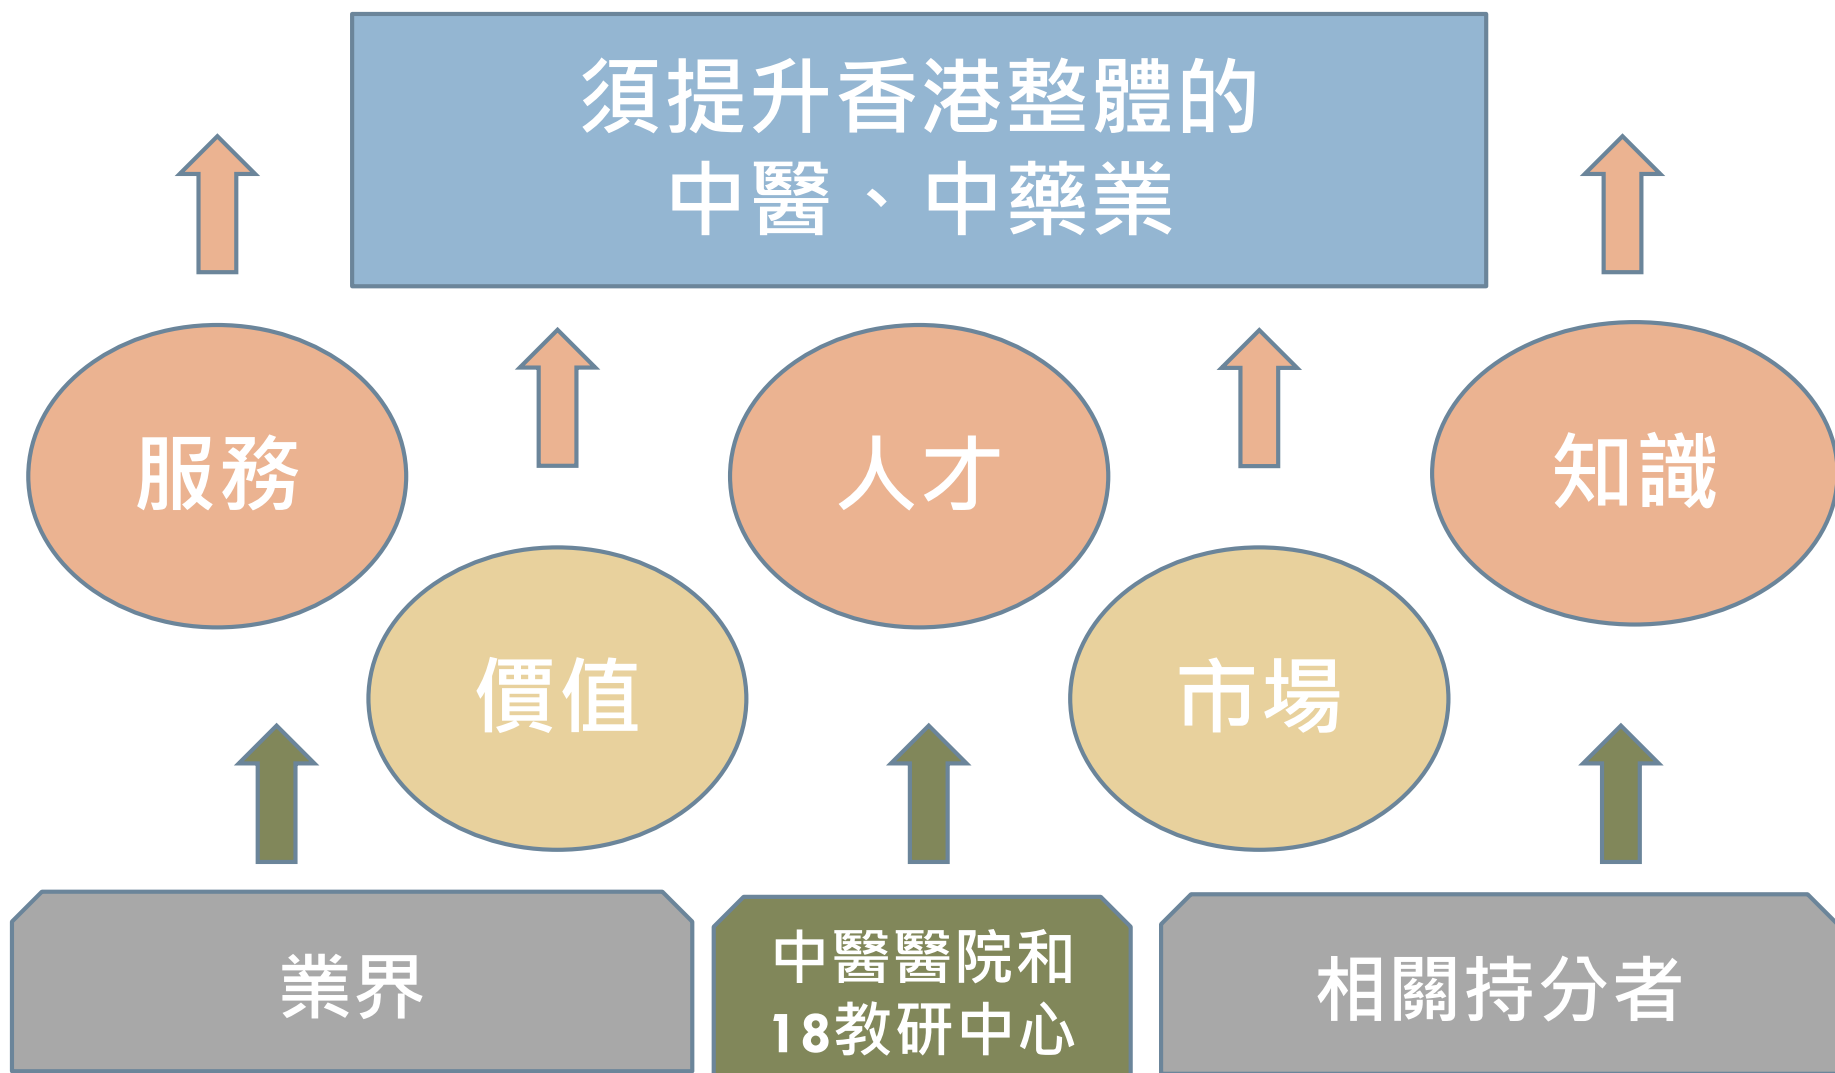 須提升香港整體的
中醫、中藥業
服務
人才
知識
價值
市場
業界
中醫醫院和
18教研中心
相關持分者